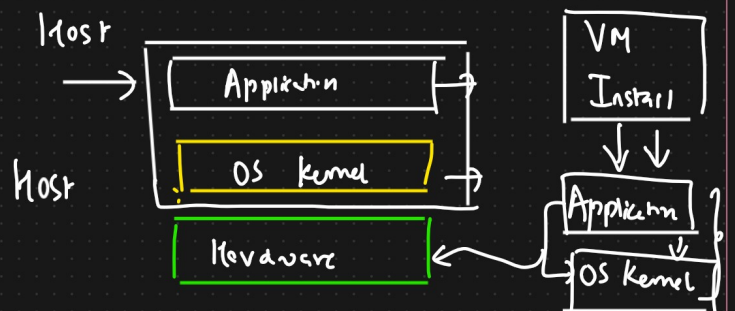 Host
Application
OS Kernel
Host
Hardware
VM
Install
Application
OS Kernel